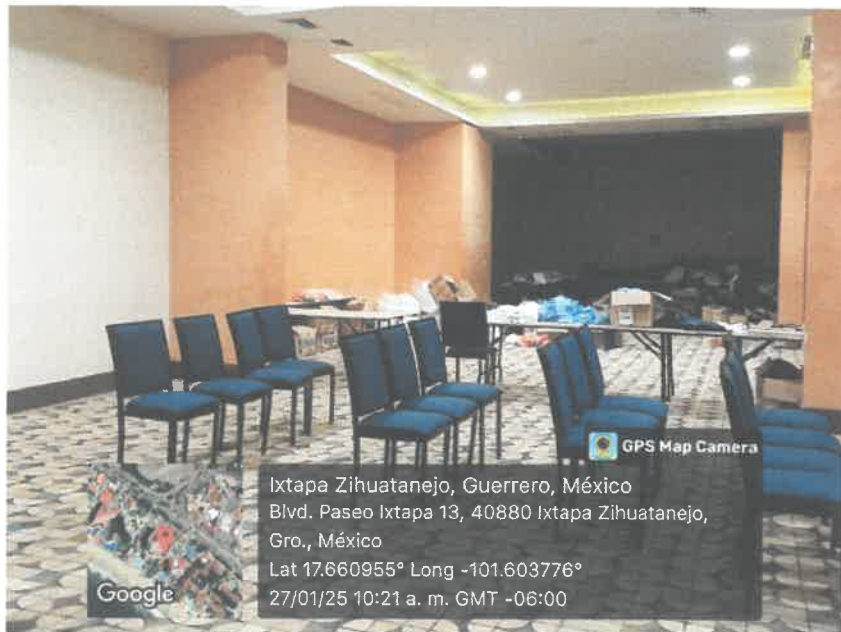 GPS Map Camera
Ixtapa Zihuatanejo, Guerrero, México
Blvd. Paseo Ixtapa 13, 40880 Ixtapa Zihuatanejo,
Gro., México
Lat 17.660955° Long -101.603776°
27/01/25 10:21 a. m. GMT -06:00
Google